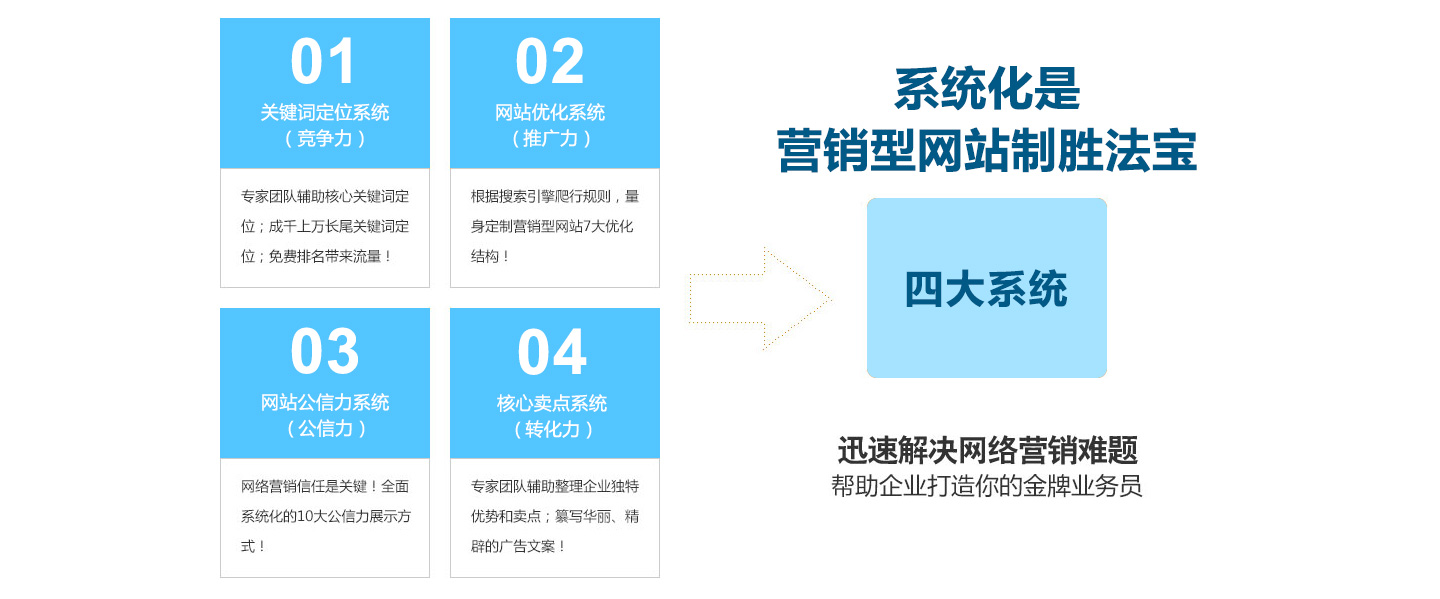 01
关键词定位系统
（竞争力）
专家团队辅助核心关键词定
位；成千上万长尾关键词定
位；免费排名带来流量！
02
网站优化系统
（推广力）
根据搜索引擎爬行规则，量
身定制营销型网站7大优化
结构！
03
网站公信力系统
（公信力）
网络营销信任是关键！全面
系统化的10大公信力展示方
式！
04
核心卖点系统
（转化力）
专家团队辅助整理企业独特
优势和卖点；纂写华丽、精
辟的广告文案！
系统化是
营销型网站制胜法宝
四大系统
迅速解决网络营销难题
帮助企业打造你的金牌业务员